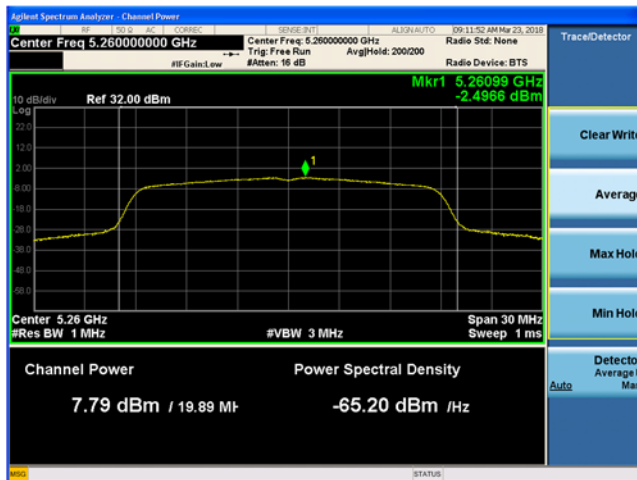 Agilent Spectrum Analyzer - Channel Power
RF 50 Ω AC CORREC SENSE:INT ALIGN AUTO 09:11:52 AM Mar 23, 2018
Center Freq 5.260000000 GHz
Center Freq: 5.260000000 GHz
Radio Std: None
Trig: Free Run Avg|Hold: 200/200
#IFGain:Low #Atten: 16 dB Radio Device: BTS
Mkr1 5.26099 GHz
-2.4966 dBm
10 dB/div Ref 32.00 dBm
Log
22.0
12.0
2.00
-8.00
-18.0
-28.0
-38.0
-48.0
-58.0
1
Center 5.26 GHz Span 30 MHz
#Res BW 1 MHz #VBW 3 MHz Sweep 1 ms
Channel Power Power Spectral Density
7.79 dBm / 19.89 MH -65.20 dBm /Hz
MSG STATUS
Trace/Detector
Clear Write
Average
Max Hold
Min Hold
Detecto
Average
Auto Ma